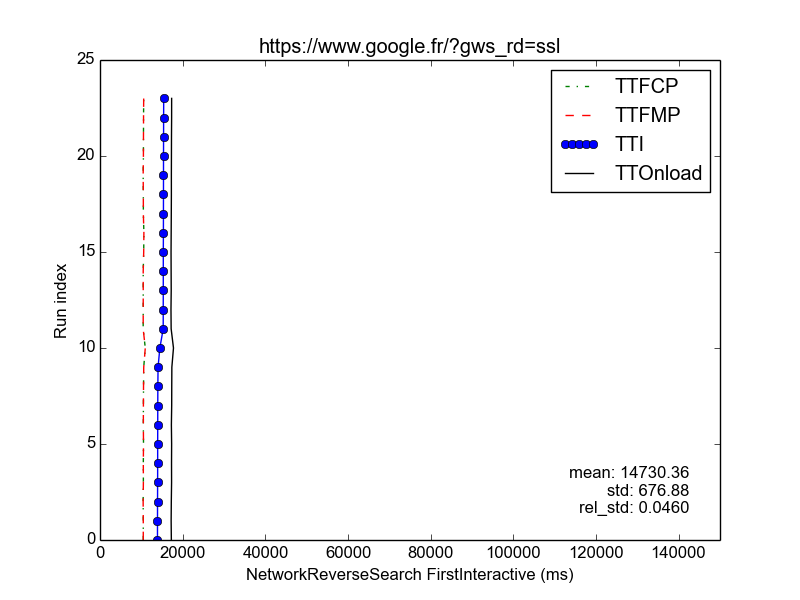 https://www.google.fr/?gws_rd=ssl
25
20
15
10
5
0
Run index
TTFCP
TTFMP
TTI
TTOnload
mean: 14730.36
std: 676.88
rel_std: 0.0460
0 20000 40000 60000 80000 100000 120000 140000
NetworkReverseSearch FirstInteractive (ms)